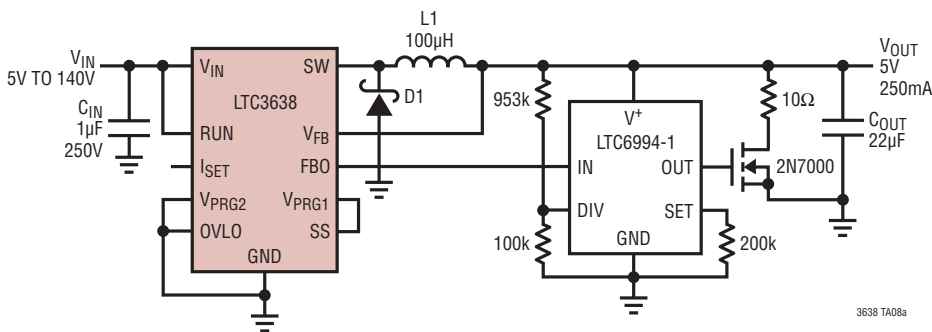 L1
100µH
VIN
5V TO 140V
CIN
1µF
250V
VIN
SW
LTC3638
RUN
VFB
ISET
FBO
VPRG2
VPRG1
OVLO
SS
GND
D1
953k
100k
V+
LTC6994-1
IN
OUT
DIV
SET
GND
200k
10Ω
2N7000
VOUT
5V
250mA
COUT
22µF
3638 TA08a